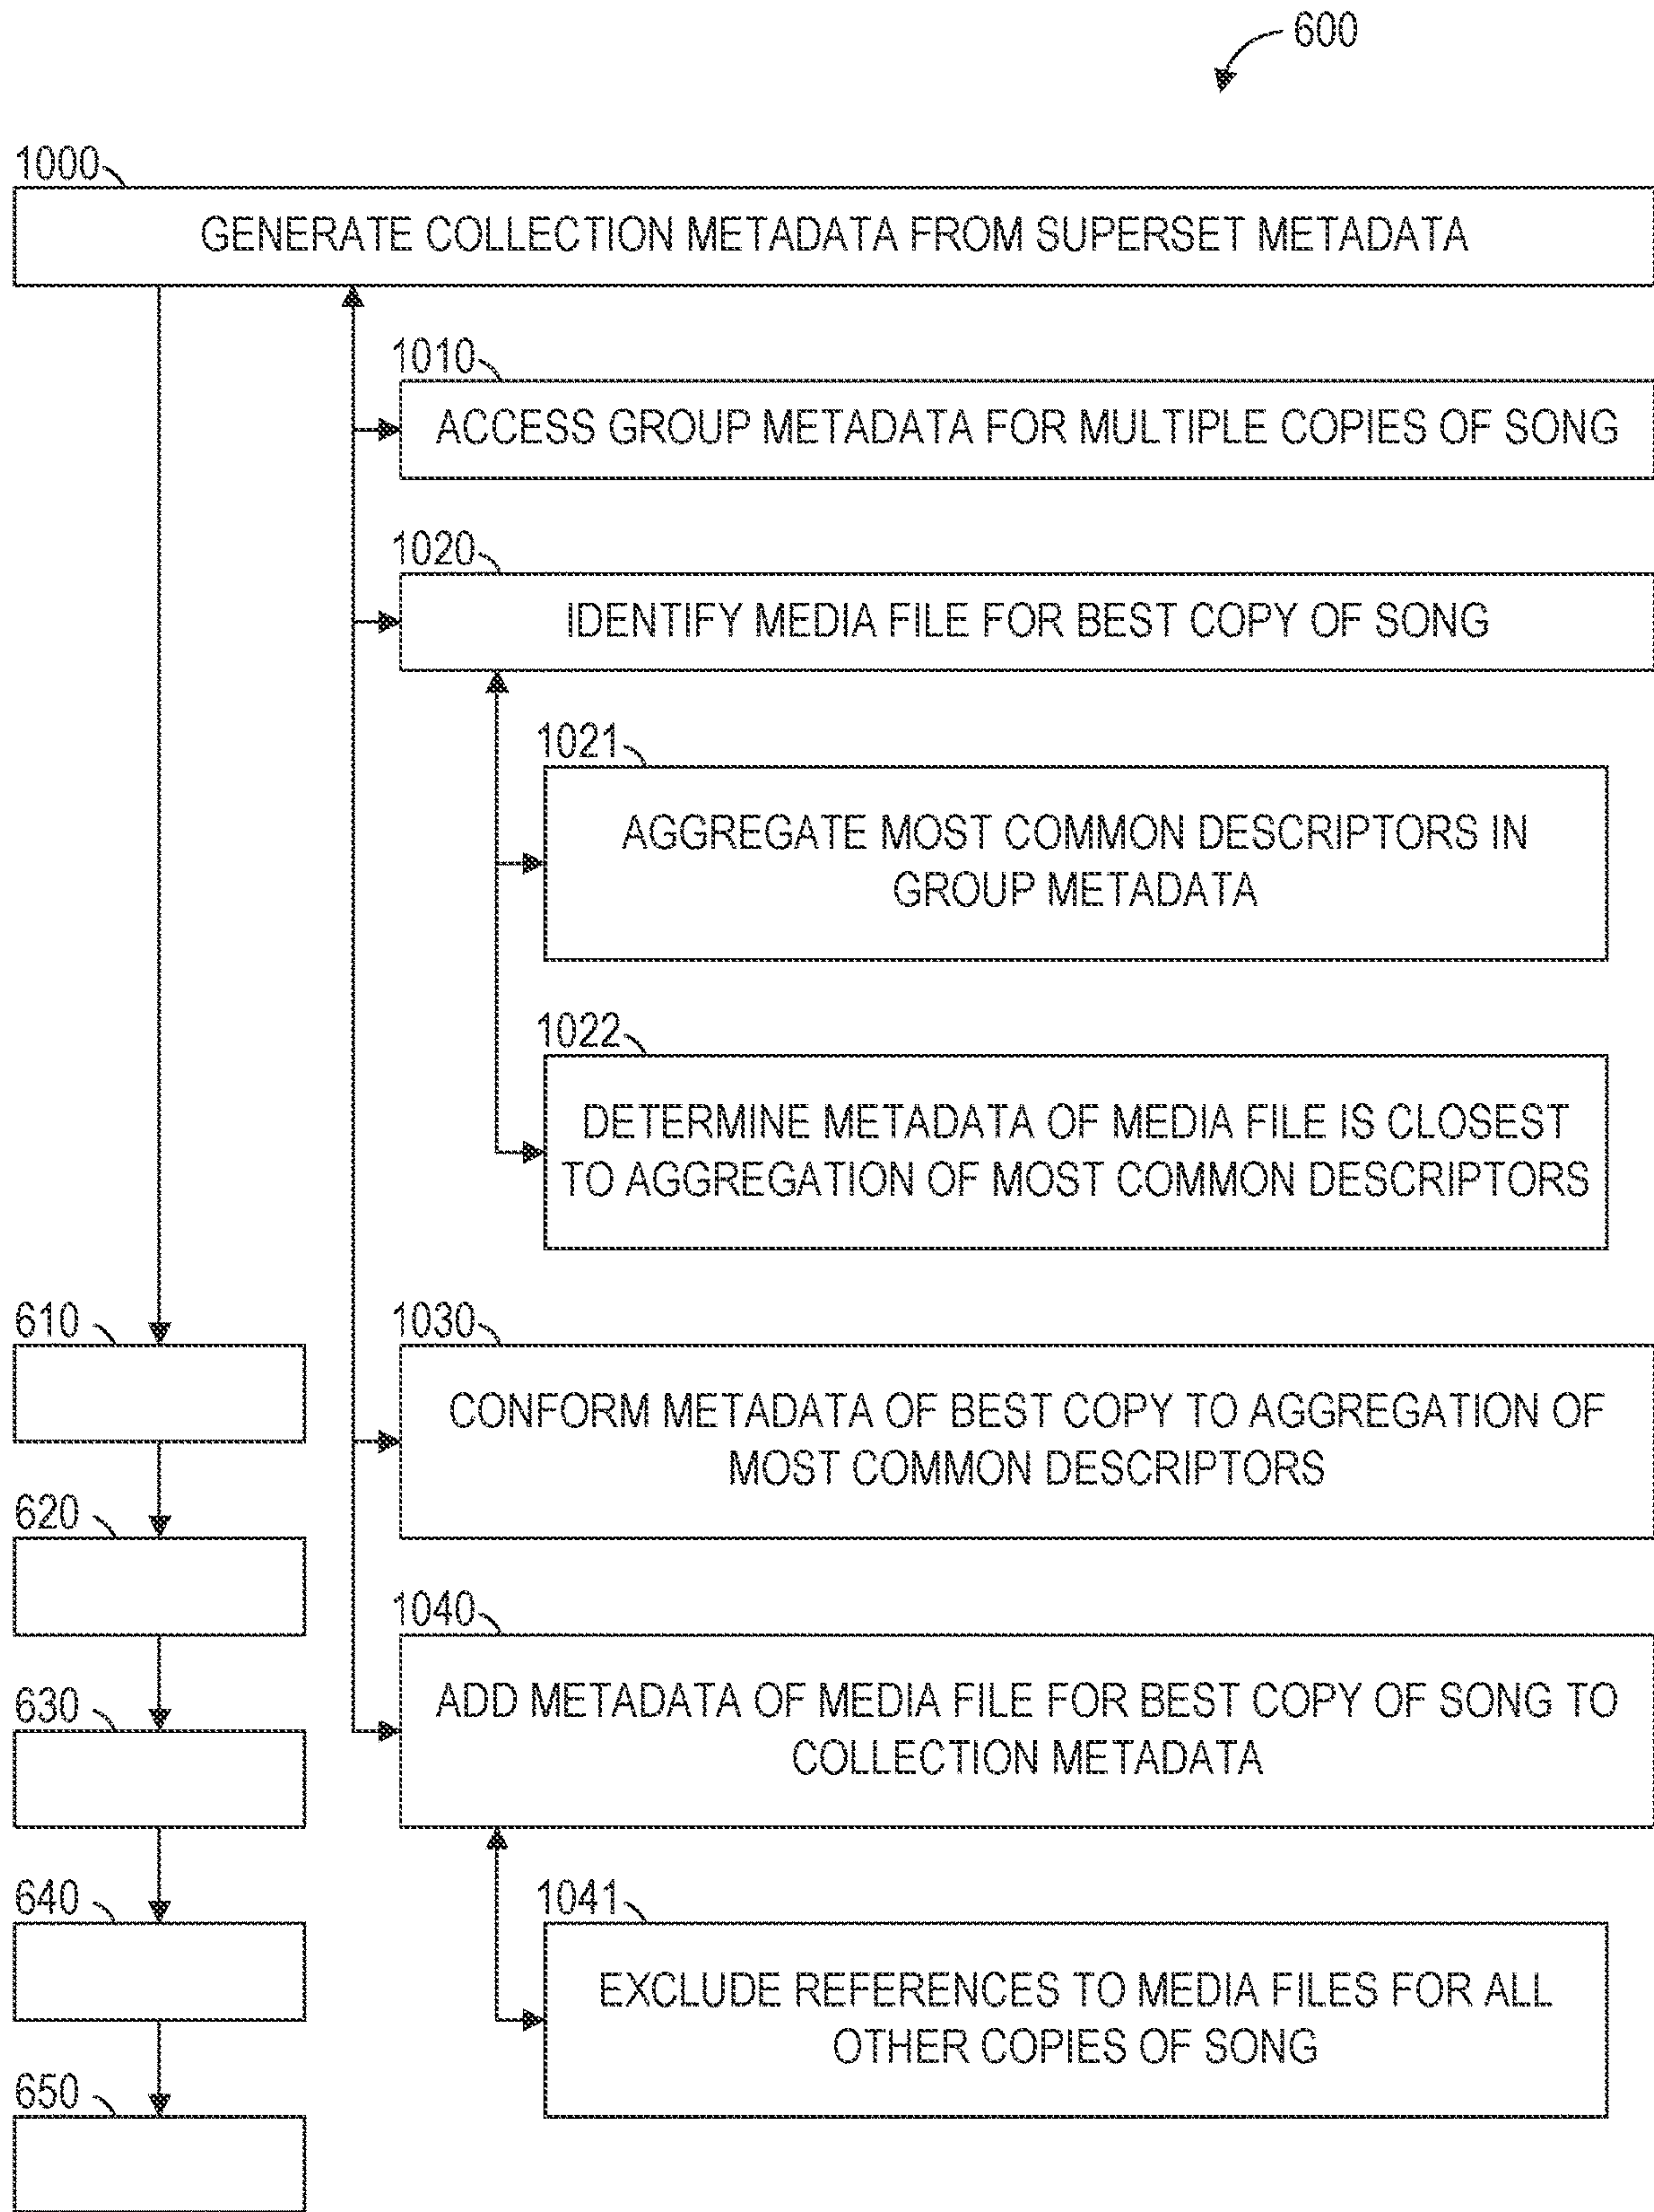 600
1000
GENERATE COLLECTION METADATA FROM SUPERSET METADATA
1010
ACCESS GROUP METADATA FOR MULTIPLE COPIES OF SONG
1020
IDENTIFY MEDIA FILE FOR BEST COPY OF SONG
1021
AGGREGATE MOST COMMON DESCRIPTORS IN
GROUP METADATA
1022
DETERMINE METADATA OF MEDIA FILE IS CLOSEST
TO AGGREGATION OF MOST COMMON DESCRIPTORS
610
1030
CONFORM METADATA OF BEST COPY TO AGGREGATION OF
MOST COMMON DESCRIPTORS
620
1040
ADD METADATA OF MEDIA FILE FOR BEST COPY OF SONG TO
COLLECTION METADATA
630
640
1041
EXCLUDE REFERENCES TO MEDIA FILES FOR ALL
OTHER COPIES OF SONG
650